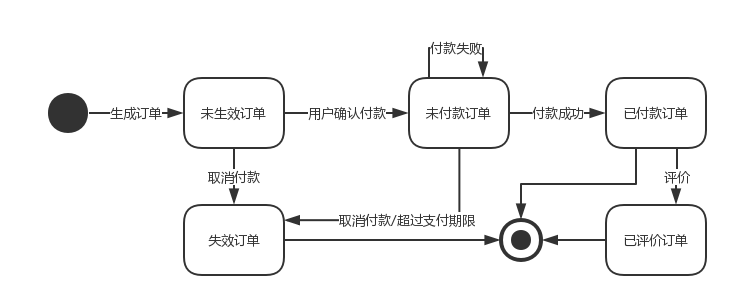 付款失败
生成订单
未生效订单
用户确认付款
未付款订单
付款成功
已付款订单
取消付款
评价
取消付款/超过支付期限
失效订单
已评价订单